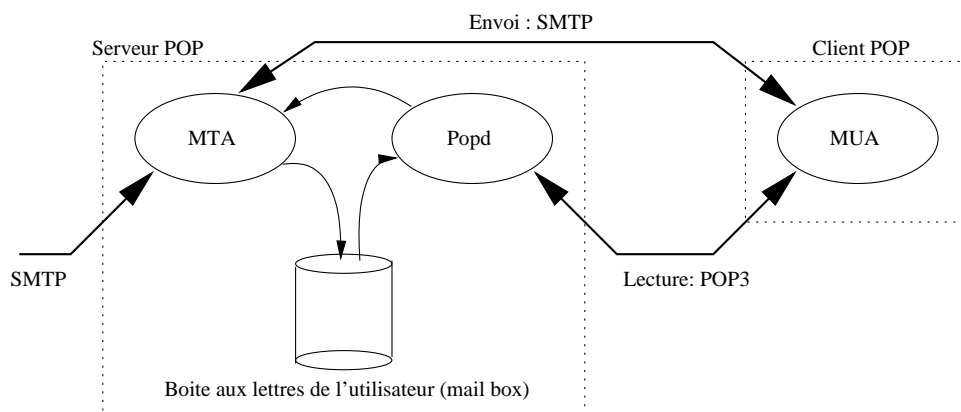 Envoi : SMTP
Serveur POP
Client POP
MTA
Popd
MUA
SMTP
Lecture: POP3
Boite aux lettres de l’utilisateur (mail box)